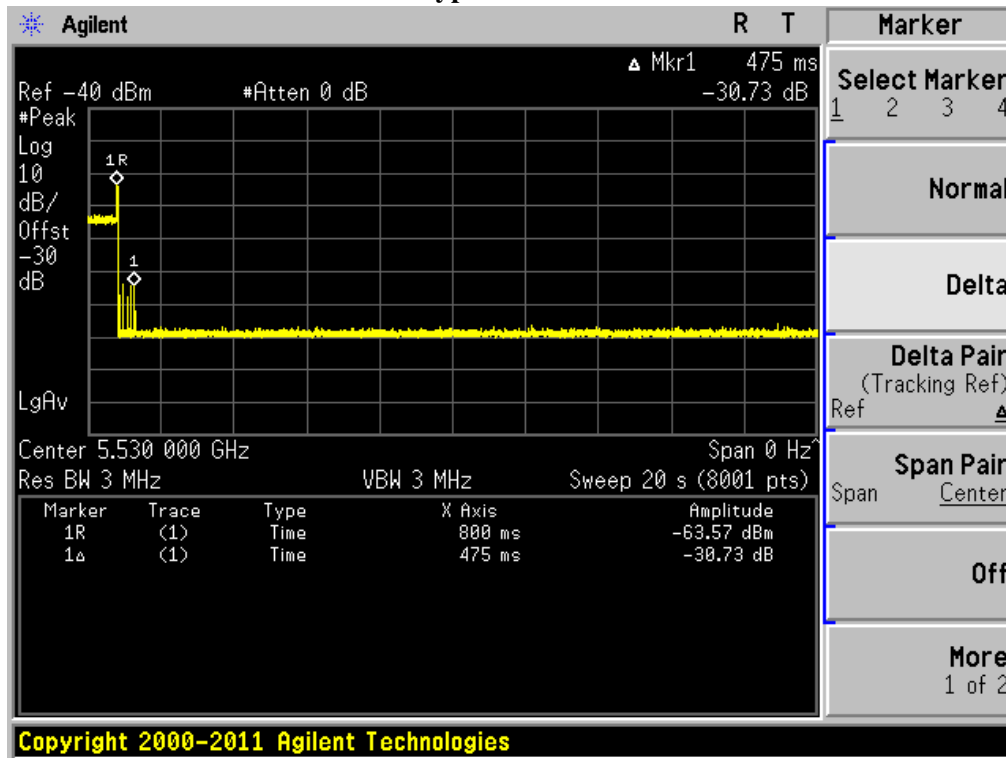 Agilent R T
Δ Mkr1 475 ms
Ref -40 dBm #Atten 0 dB -30.73 dB
#Peak
Log
10
dB/
Offst
-30
dB
1R
1
LgAv
Center 5.530 000 GHz Span 0 Hz^
Res BW 3 MHz VBW 3 MHz Sweep 20 s (8001 pts)
Marker Trace Type X Axis Amplitude
1R (1) Time 800 ms -63.57 dBm
1Δ (1) Time 475 ms -30.73 dB
Copyright 2000-2011 Agilent Technologies
Marker
Select Marker
1 2 3 4
Normal
Delta
Delta Pair
(Tracking Ref)
Ref Δ
Span Pair
Span Center
Off
More
1 of 2